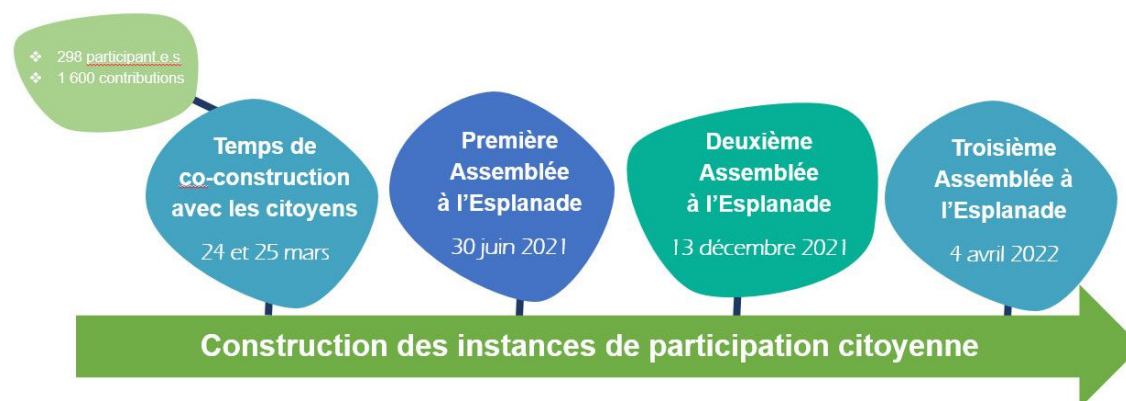 ❖ 298 participant.e.s
❖ 1 600 contributions
Temps de
co-construction
avec les citoyens
24 et 25 mars
Première
Assemblée
à l’Esplanade
30 juin 2021
Deuxième
Assemblée
à l’Esplanade
13 décembre 2021
Troisième
Assemblée à
l’Esplanade
4 avril 2022
Construction des instances de participation citoyenne